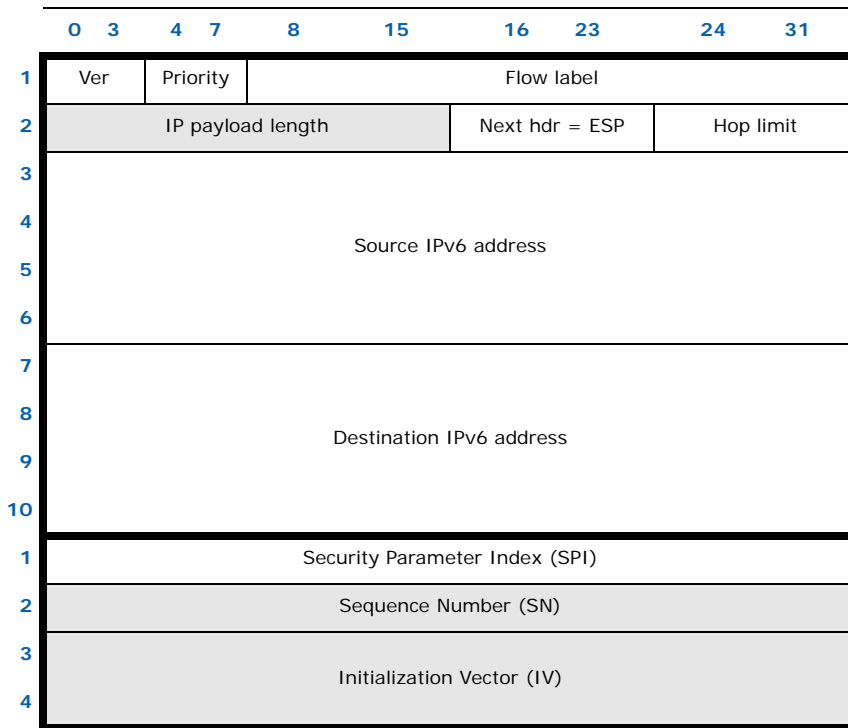 0 3 4 7 8 15 16 23 24 31
1 Ver Priority Flow label
2 IP payload length Next hdr = ESP Hop limit
3
4
Source IPv6 address
5
6
7
8
Destination IPv6 address
9
10
1 Security Parameter Index (SPI)
2 Sequence Number (SN)
3
Initialization Vector (IV)
4